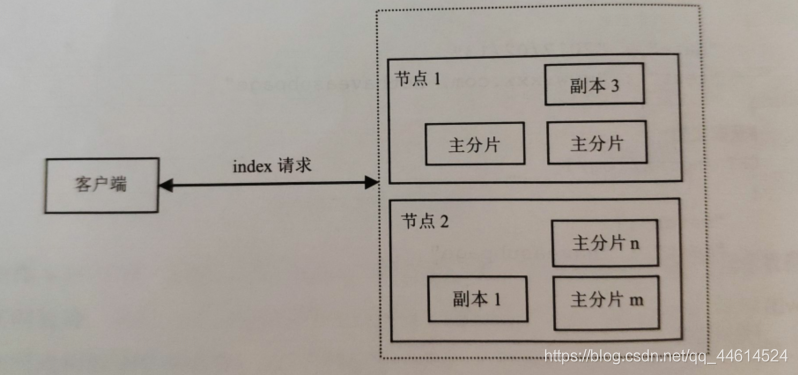 节点 1
副本 3
主分片
主分片
客户端
index 请求
节点 2
主分片 n
副本 1
主分片 m
https://blog.csdn.net/qq_44614524